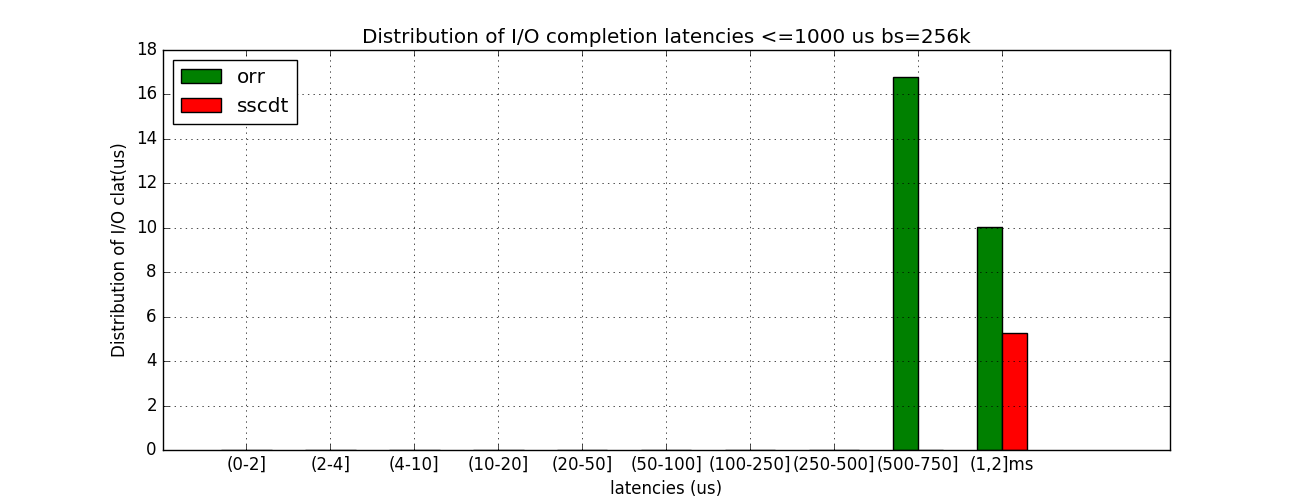 Distribution of I/O completion latencies <=1000 us bs=256k
18
16
14
12
10
8
6
4
2
0
Distribution of I/O clat(us)
orr
sscdt
(0-2] (2-4] (4-10] (10-20] (20-50] (50-100] (100-250] (250-500] (500-750] (1,2]ms
latencies (us)